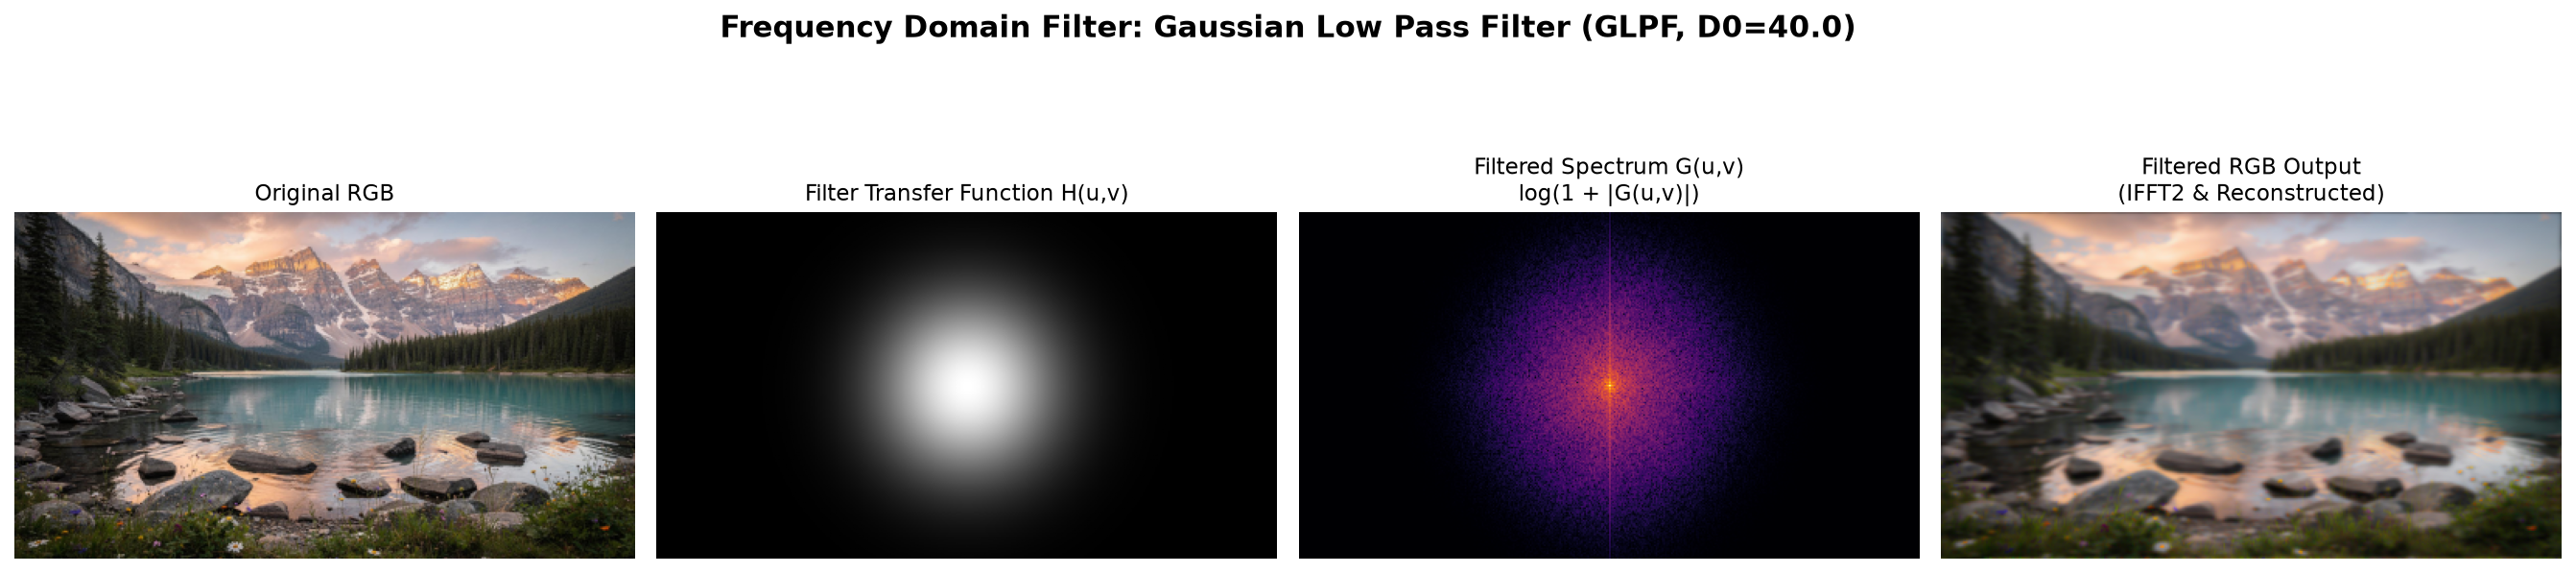 Frequency Domain Filter: Gaussian Low Pass Filter (GLPF, D0=40.0)
Original RGB
Filter Transfer Function H(u,v)
Filtered Spectrum G(u,v)
log(1 + |G(u,v)|)
Filtered RGB Output
(IFFT2 & Reconstructed)